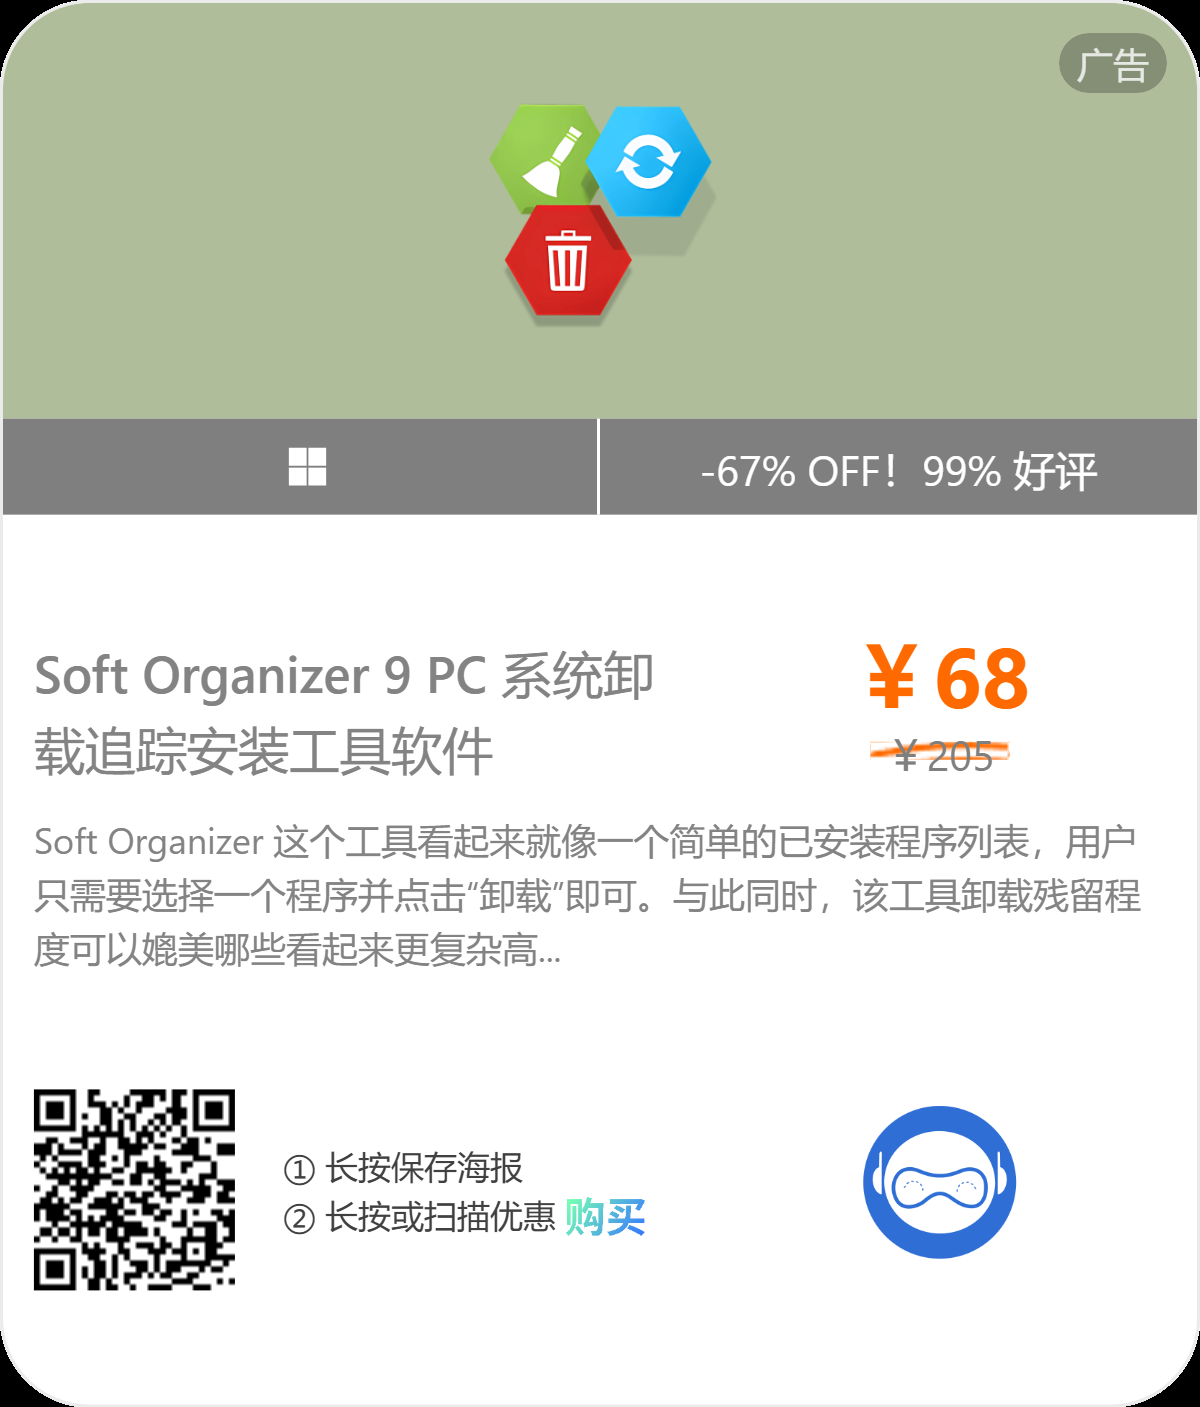 广告
-67% OFF！99% 好评
Soft Organizer 9 PC 系统卸
载追踪安装工具软件
￥68
￥205
Soft Organizer 这个工具看起来就像一个简单的已安装程序列表，用户
只需要选择一个程序并点击“卸载”即可。与此同时，该工具卸载残留程
度可以媲美哪些看起来更复杂高...
① 长按保存海报
② 长按或扫描优惠 购买